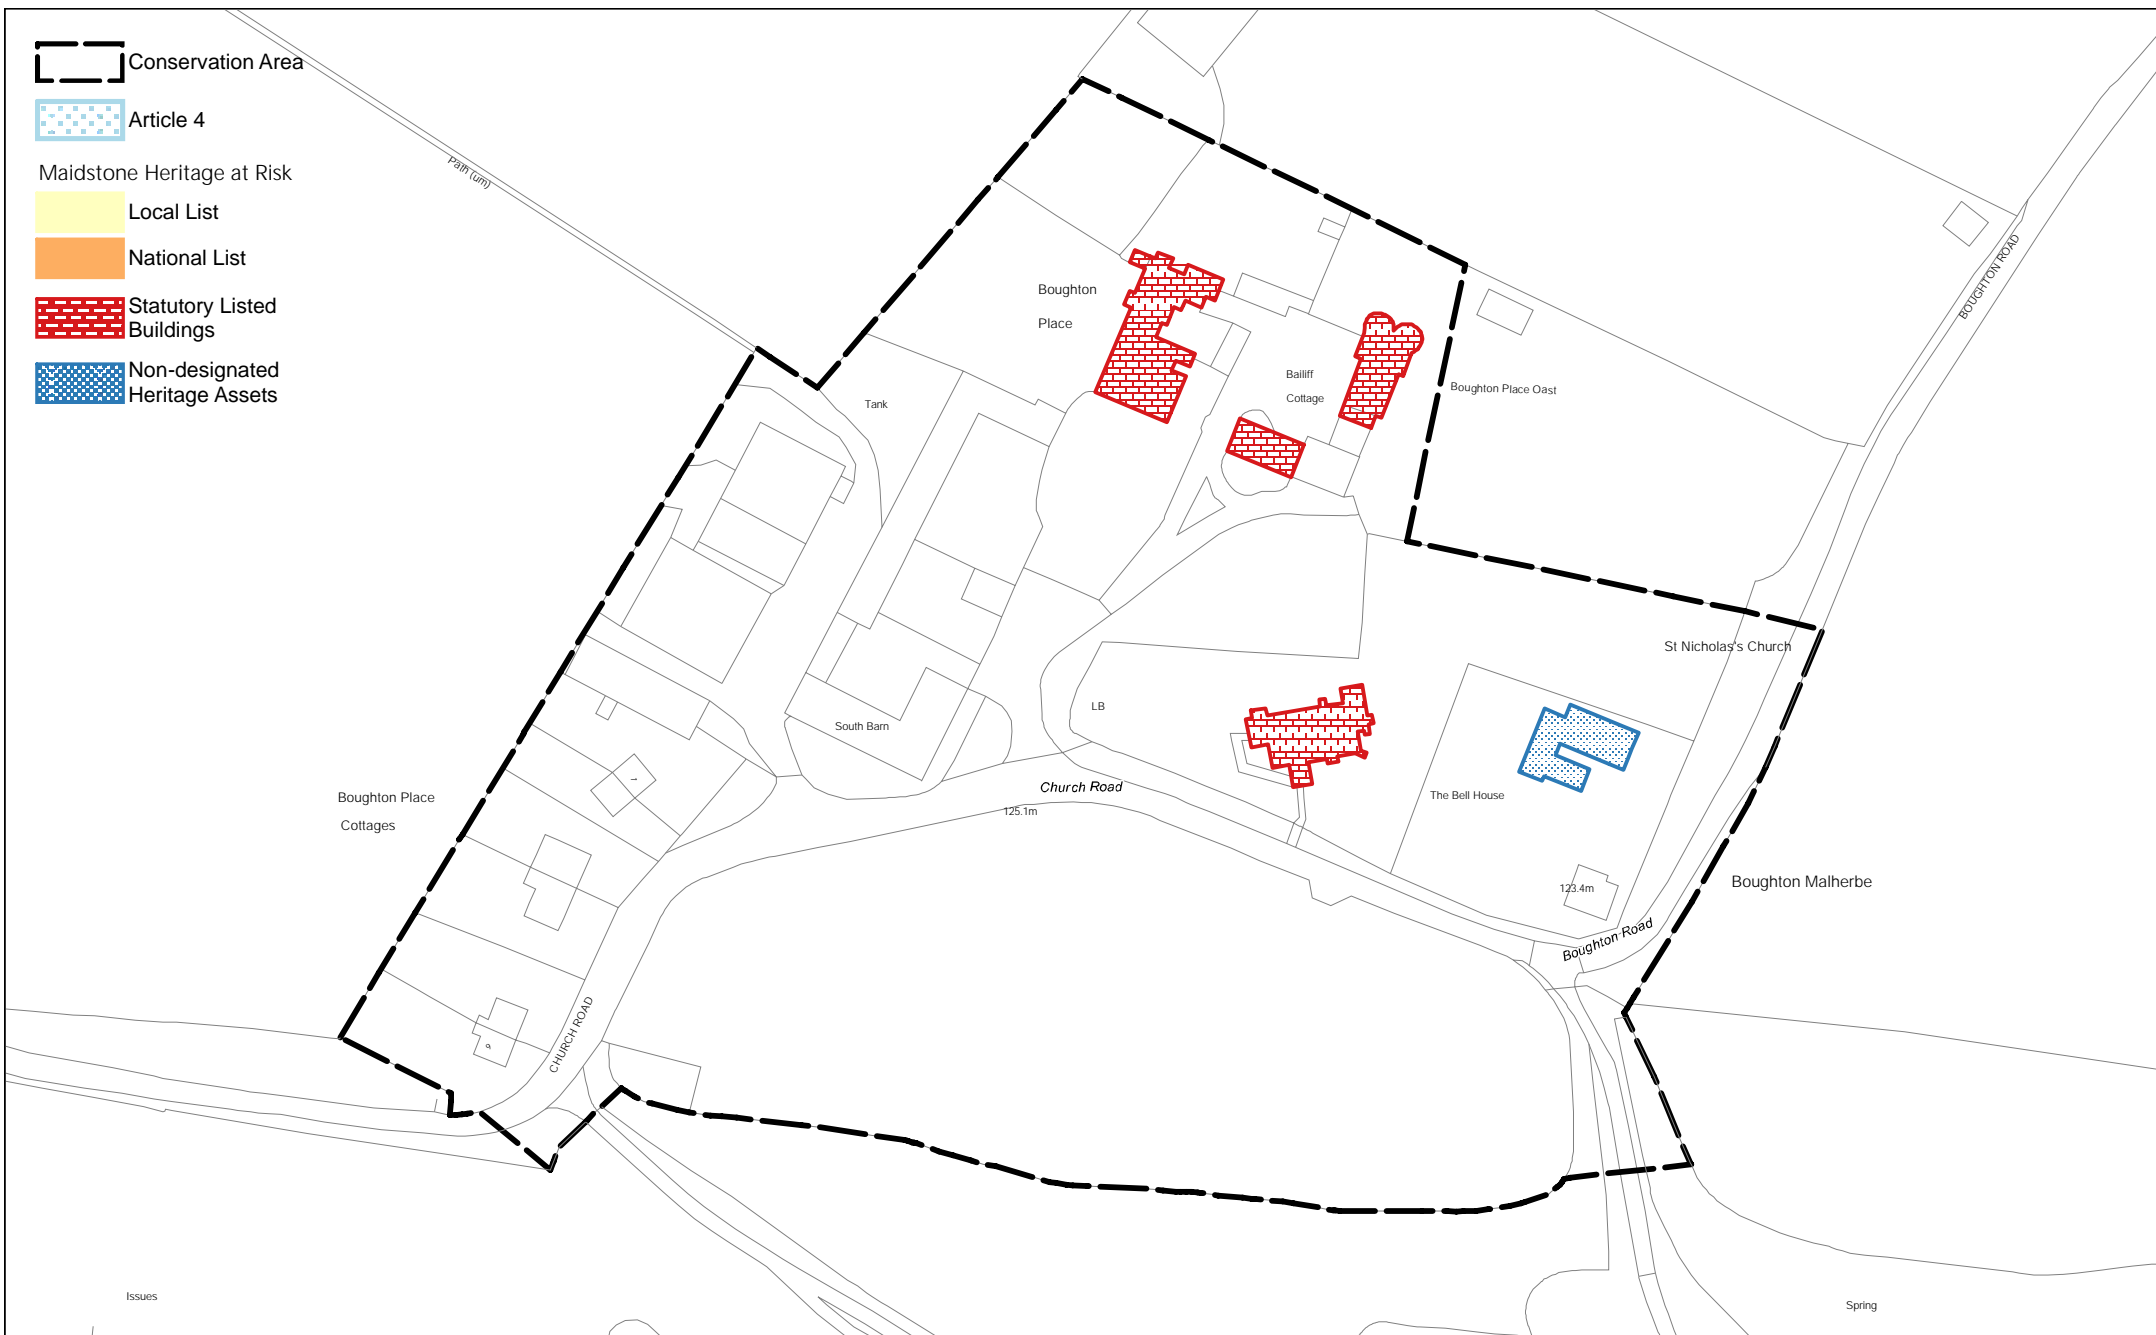 Conservation Area
Article 4
Maidstone Heritage at Risk
Local List
National List
Statutory Listed
Buildings
Non-designated
Heritage Assets
Path (um)
BOUGHTON ROAD
Boughton
Place
Bailiff
Cottage
Boughton Place Oast
Tank
St Nicholas's Church
LB
South Barn
The Bell House
Church Road
125.1m
1
Boughton Place
Cottages
123.4m
Boughton Malherbe
Boughton Road
CHURCH ROAD
Issues
Spring